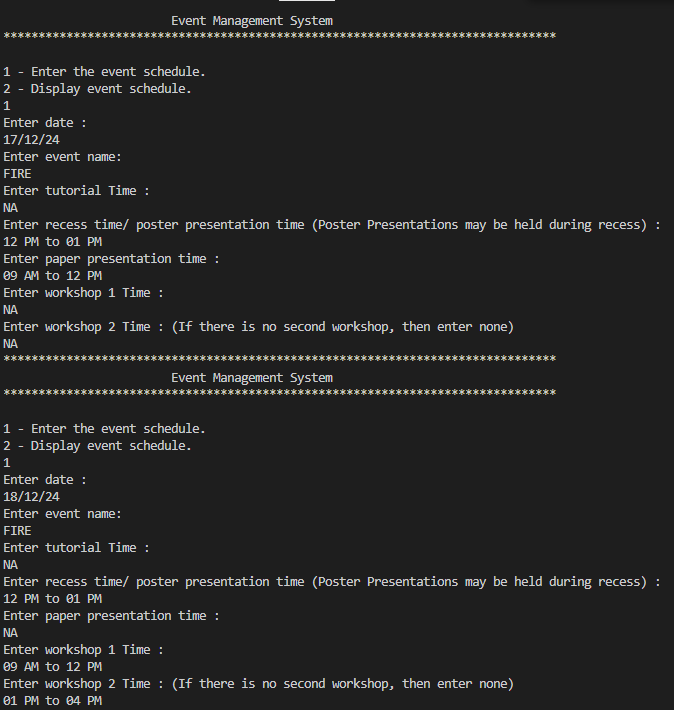 Event Management System
*******************************************************************************
1 - Enter the event schedule.
2 - Display event schedule.
1
Enter date :
17/12/24
Enter event name:
FIRE
Enter tutorial Time :
NA
Enter recess time/ poster presentation time (Poster Presentations may be held during recess) :
12 PM to 01 PM
Enter paper presentation time :
09 AM to 12 PM
Enter workshop 1 Time :
NA
Enter workshop 2 Time : (If there is no second workshop, then enter none)
NA
*******************************************************************************
Event Management System
*******************************************************************************
1 - Enter the event schedule.
2 - Display event schedule.
1
Enter date :
18/12/24
Enter event name:
FIRE
Enter tutorial Time :
NA
Enter recess time/ poster presentation time (Poster Presentations may be held during recess) :
12 PM to 01 PM
Enter paper presentation time :
NA
Enter workshop 1 Time :
09 AM to 12 PM
Enter workshop 2 Time : (If there is no second workshop, then enter none)
01 PM to 04 PM